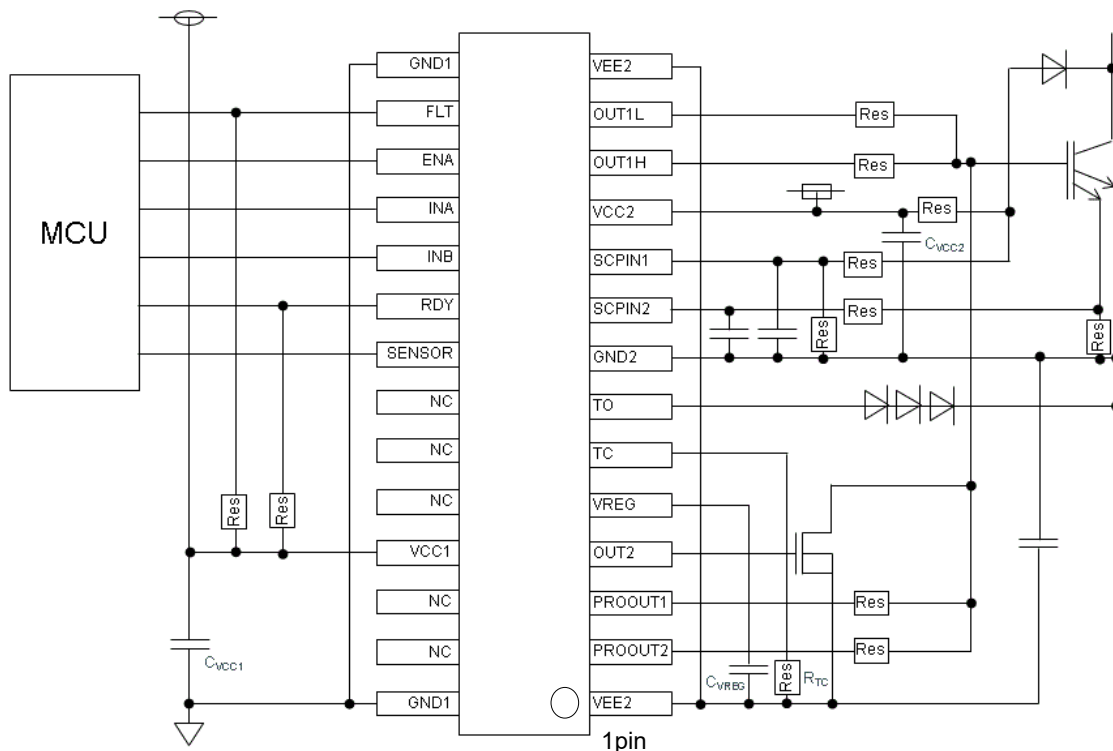 MCU
GND1
FLT
ENA
INA
INB
RDY
SENSOR
NC
NC
NC
VCC1
NC
NC
GND1
Res
Res
CVCC1
VEE2
OUT1L
OUT1H
VCC2
SCPIN1
SCPIN2
GND2
TO
TC
VREG
OUT2
PROOUT1
PROOUT2
VEE2
1pin
Res
Res
Res
CVCC2
Res
Res
Res
Res
Res
Res
CVREG
Res
RTC